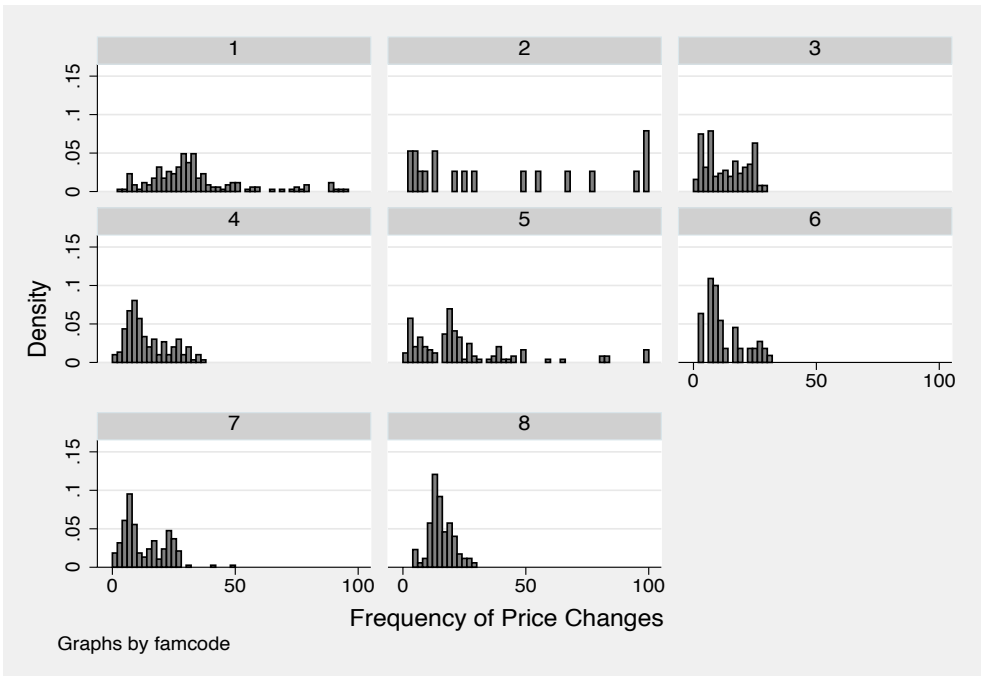 1 2 3
.15
.1
.05
0
4 5 6
.15
.1
.05
0
0 50 100
7 8
.15
.1
.05
0
0 50 100 0 50 100
Density
Frequency of Price Changes
Graphs by famcode